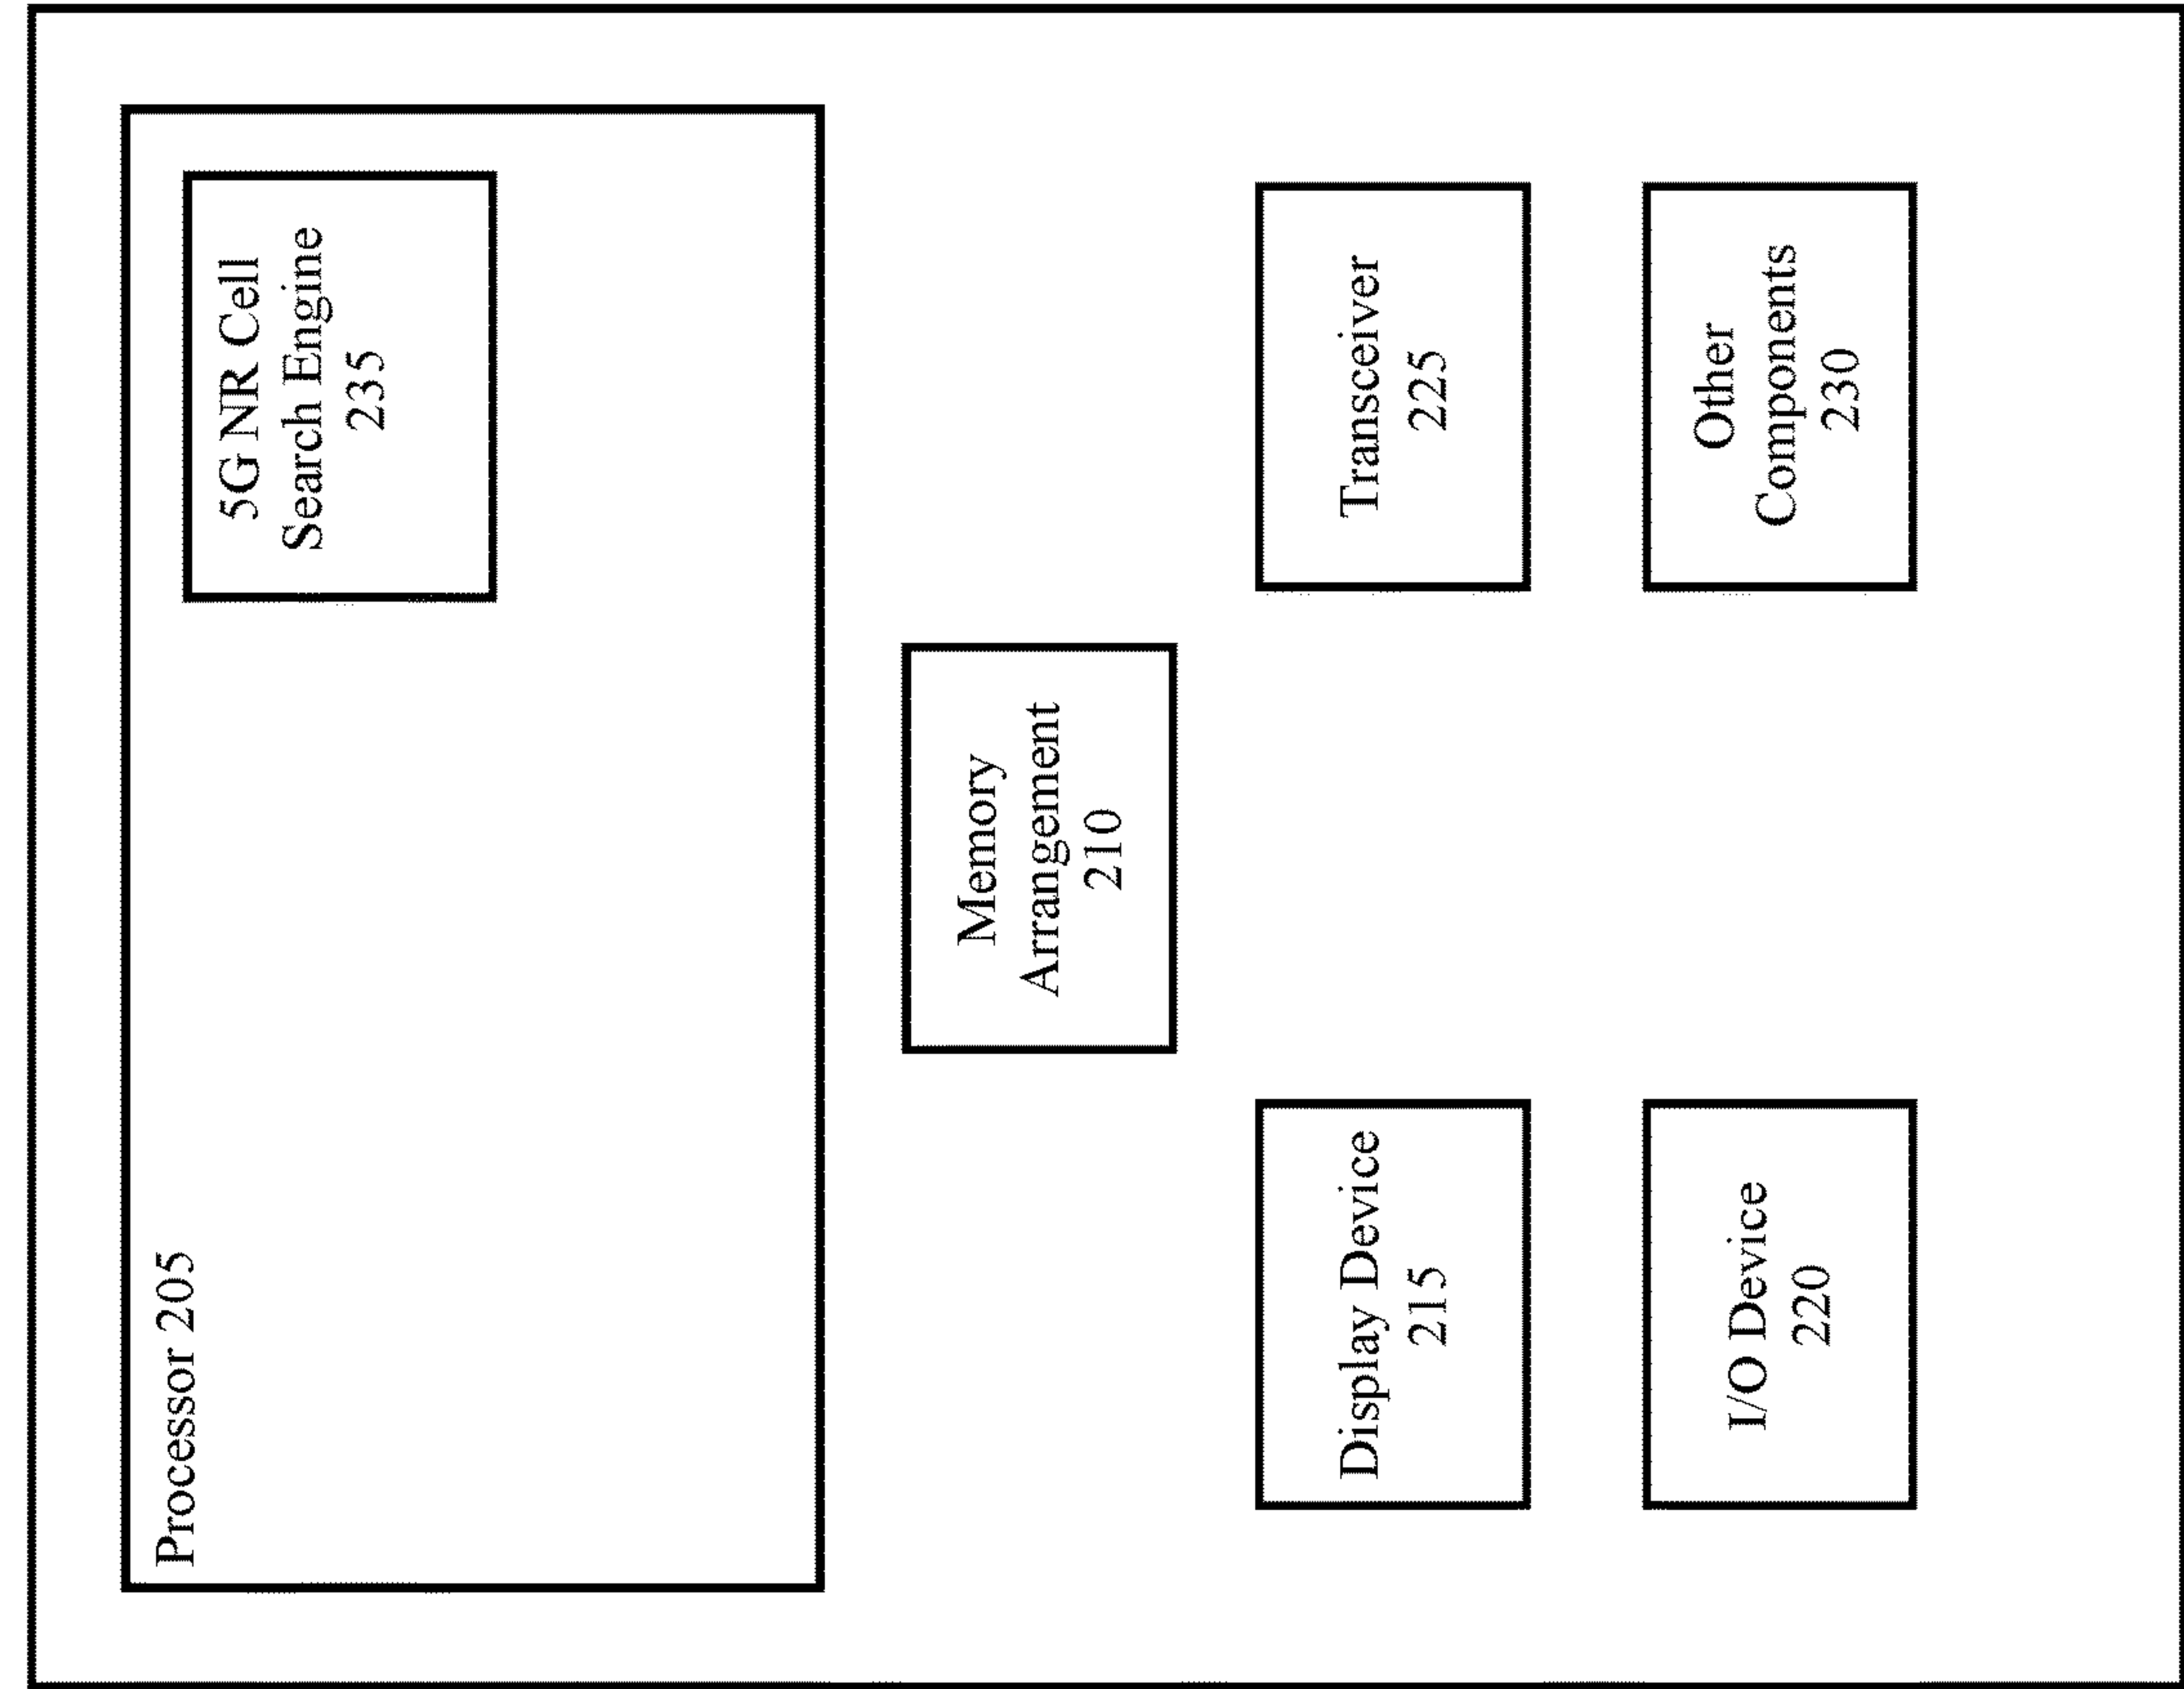 Processor 205
5G NR Cell
Search Engine
235
Memory
Arrangement
210
Display Device
215
Transceiver
225
I/O Device
220
Other
Components
230